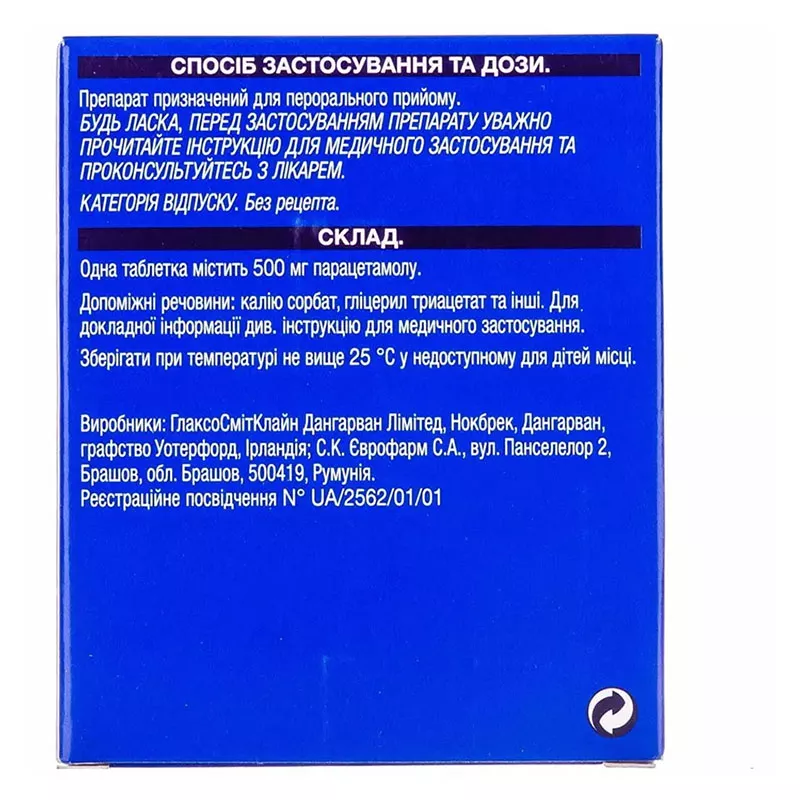 СПОСІБ ЗАСТОСУВАННЯ ТА ДОЗИ.
Препарат призначений для перорального прийому.
БУДЬ ЛАСКА, ПЕРЕД ЗАСТОСУВАННЯМ ПРЕПАРАТУ УВАЖНО
ПРОЧИТАЙТЕ ІНСТРУКЦІЮ ДЛЯ МЕДИЧНОГО ЗАСТОСУВАННЯ ТА
ПРОКОНСУЛЬТУЙТЕСЬ З ЛІКАРЕМ.
КАТЕГОРІЯ ВІДПУСКУ. Без рецепта.
СКЛАД.
Одна таблетка містить 500 мг парацетамолу.
Допоміжні речовини: калію сорбат, гліцерил триацетат та інші. Для
докладної інформації див. інструкцію для медичного застосування.
Зберігати при температурі не вище 25 °C у недоступному для дітей місці.
Виробники: ГлаксоСмітКлайн Дангарван Лімітед, Нокбрек, Дангарван,
графство Уотерфорд, Ірландія; С.К. Єврофарм С.А., вул. Панселелор 2,
Брашов, обл. Брашов, 500419, Румунія.
Реєстраційне посвідчення N° UA/2562/01/01